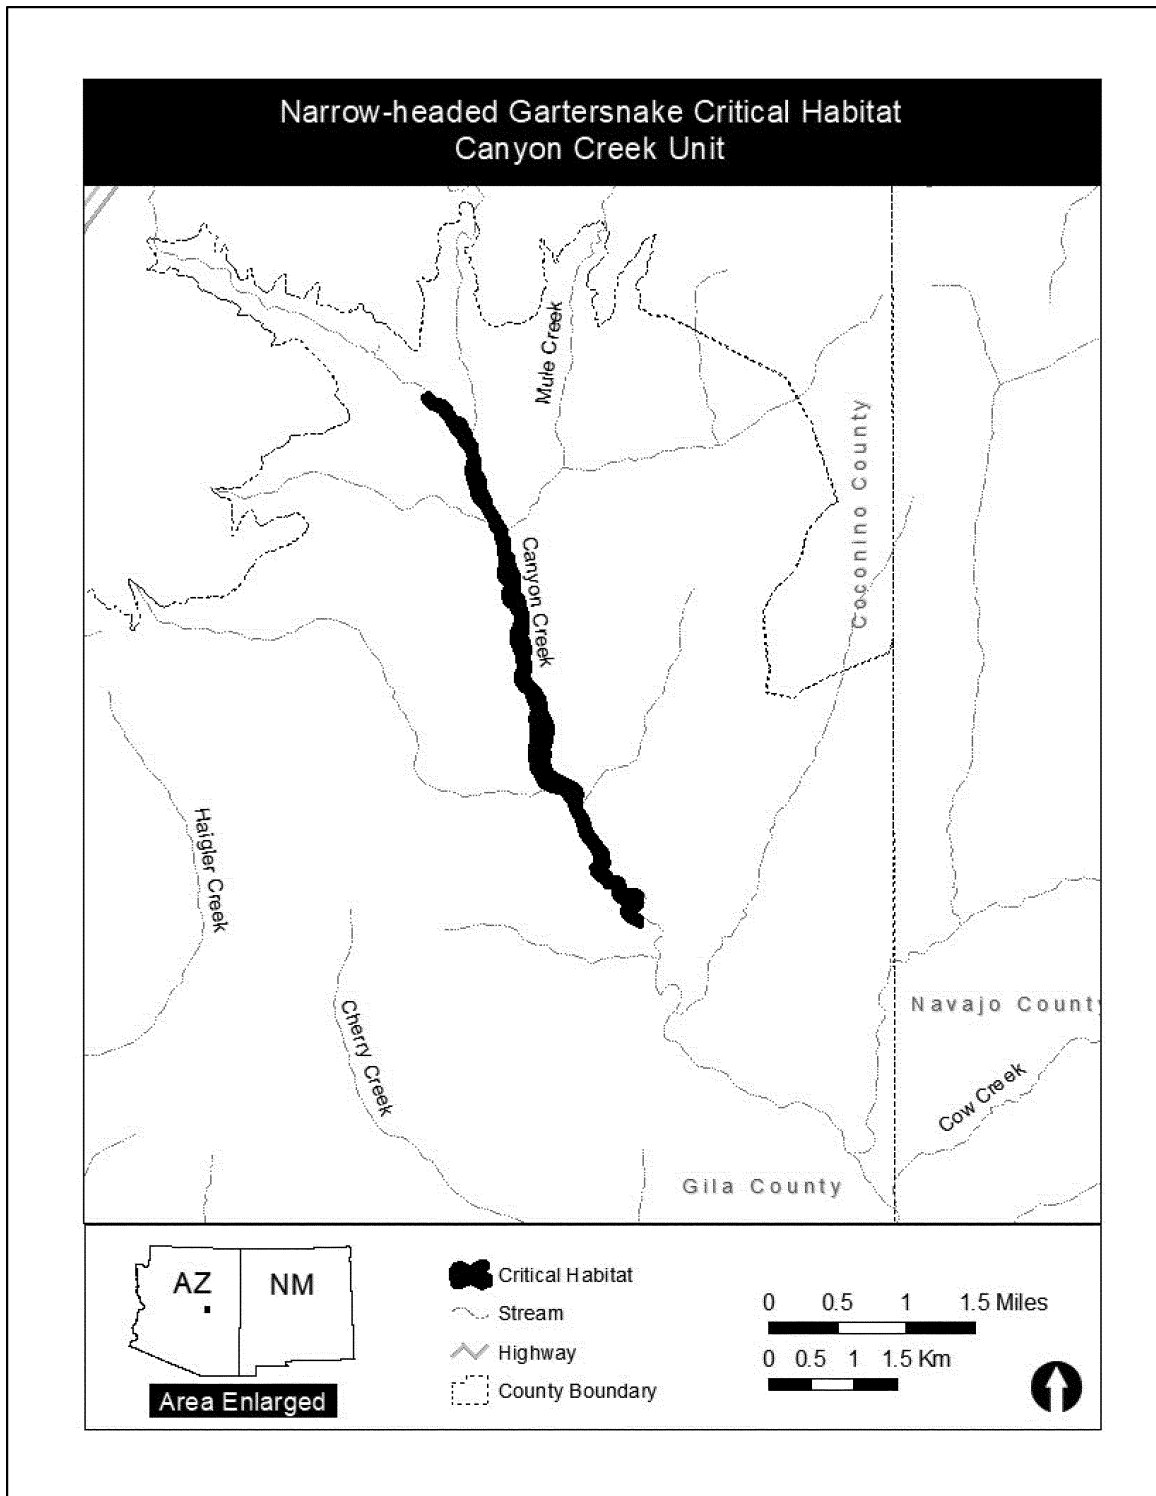 Narrow-headed Gartersnake Critical Habitat
Canyon Creek Unit
Mule Creek
Coconino County
Canyon Creek
Haigler Creek
Cherry Creek
Navajo County
Cow Creek
Gila County
AZ
NM
Area Enlarged
Critical Habitat
Stream
Highway
County Boundary
0 0.5 1 1.5 Miles
0 0.5 1 1.5 Km